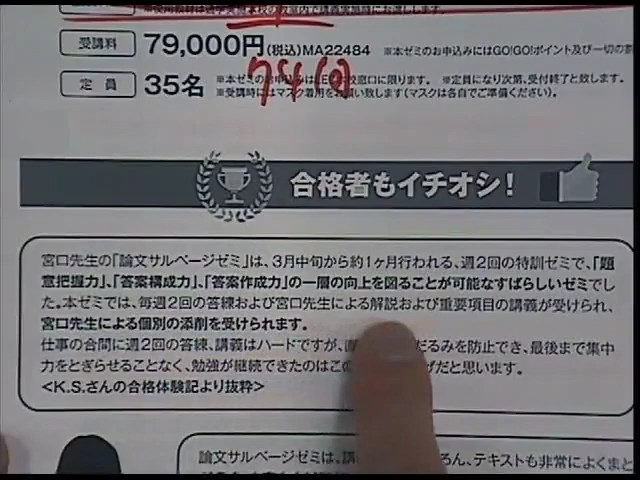 ※使用教材は
受講料 79,000円(税込)MA22484 ※本ゼミのお申込みにはGO!GO!ポイント及び一切の割
定員 35名 ※本ゼミのお申込みはLEC 校窓口に限ります。 ※定員になり次第、受付終了と致します。
※受講時にはマスク着用をお願い致します(マスクは各自でご準備ください)。
合格者もイチオシ!
宮口先生の「論文サルベージゼミ」は、3月中旬から約1ヶ月行われる、週2回の特訓ゼミで、「題
意把握力」、「答案構成力」、「答案作成力」の一層の向上を図ることが可能なすばらしいゼミでし
た。本ゼミでは、毎週2回の答練および宮口先生による解説および重要項目の講義が受けられ、
宮口先生による個別の添削を受けられます。
仕事の合間に週2回の答練、講義はハードですが、 だるみを防止でき、最後まで集中
力をとぎらせることなく、勉強が継続できたのはこの だと思います。
<K.S.さんの合格体験記より抜粋>
論文サルベージゼミは、講 ろん、テキストも非常によくまと